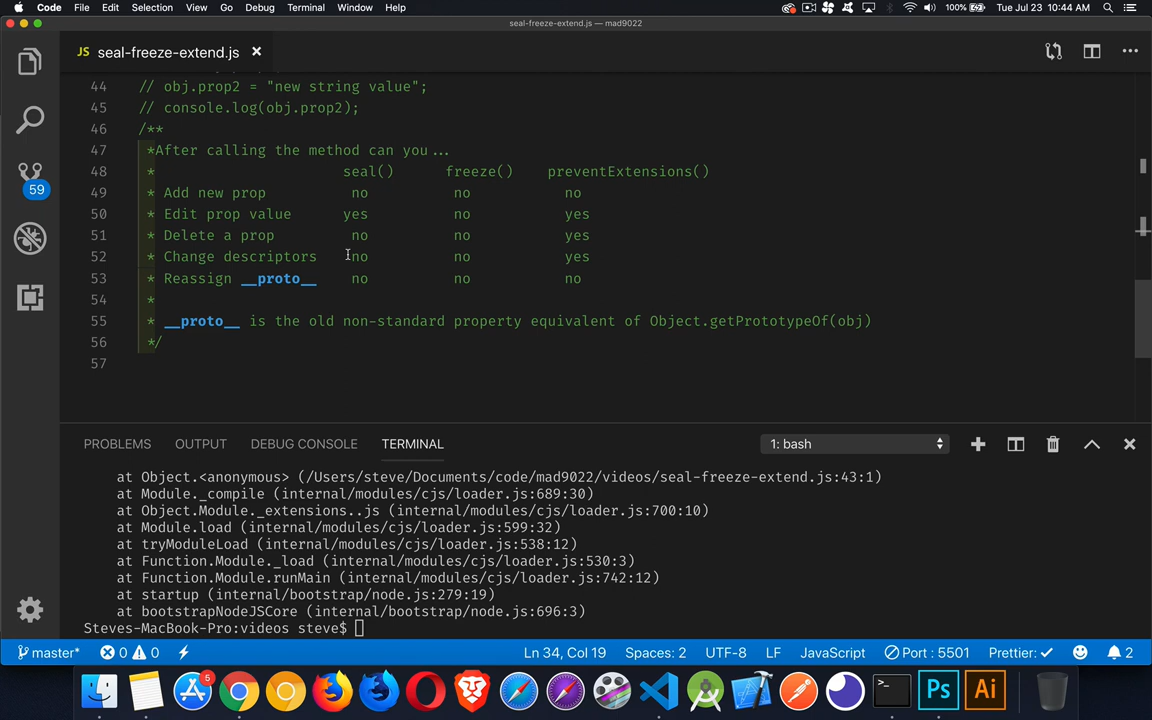 Code File Edit Selection View Go Debug Terminal Window Help 100% Tue Jul 23 10:44 AM
seal-freeze-extend.js — mad9022
JS seal-freeze-extend.js
44 // obj.prop2 = "new string value";
45 // console.log(obj.prop2);
46 /**
47 *After calling the method can you...
48 * seal() freeze() preventExtensions()
49 * Add new prop no no no
50 * Edit prop value yes no yes
51 * Delete a prop no no yes
52 * Change descriptors no no yes
53 * Reassign __proto__ no no no
54 *
55 * __proto__ is the old non-standard property equivalent of Object.getPrototypeOf(obj)
56 */
57
59
PROBLEMS OUTPUT DEBUG CONSOLE TERMINAL 1: bash
at Object.<anonymous> (/Users/steve/Documents/code/mad9022/videos/seal-freeze-extend.js:43:1)
at Module._compile (internal/modules/cjs/loader.js:689:30)
at Object.Module._extensions..js (internal/modules/cjs/loader.js:700:10)
at Module.load (internal/modules/cjs/loader.js:599:32)
at tryModuleLoad (internal/modules/cjs/loader.js:538:12)
at Function.Module._load (internal/modules/cjs/loader.js:530:3)
at Function.Module.runMain (internal/modules/cjs/loader.js:742:12)
at startup (internal/bootstrap/node.js:279:19)
at bootstrapNodeJSCore (internal/bootstrap/node.js:696:3)
Steves-MacBook-Pro:videos steve$
master* 0 0 Ln 34, Col 19 Spaces: 2 UTF-8 LF JavaScript Port : 5501 Prettier: 2
5 >_ Ps Ai